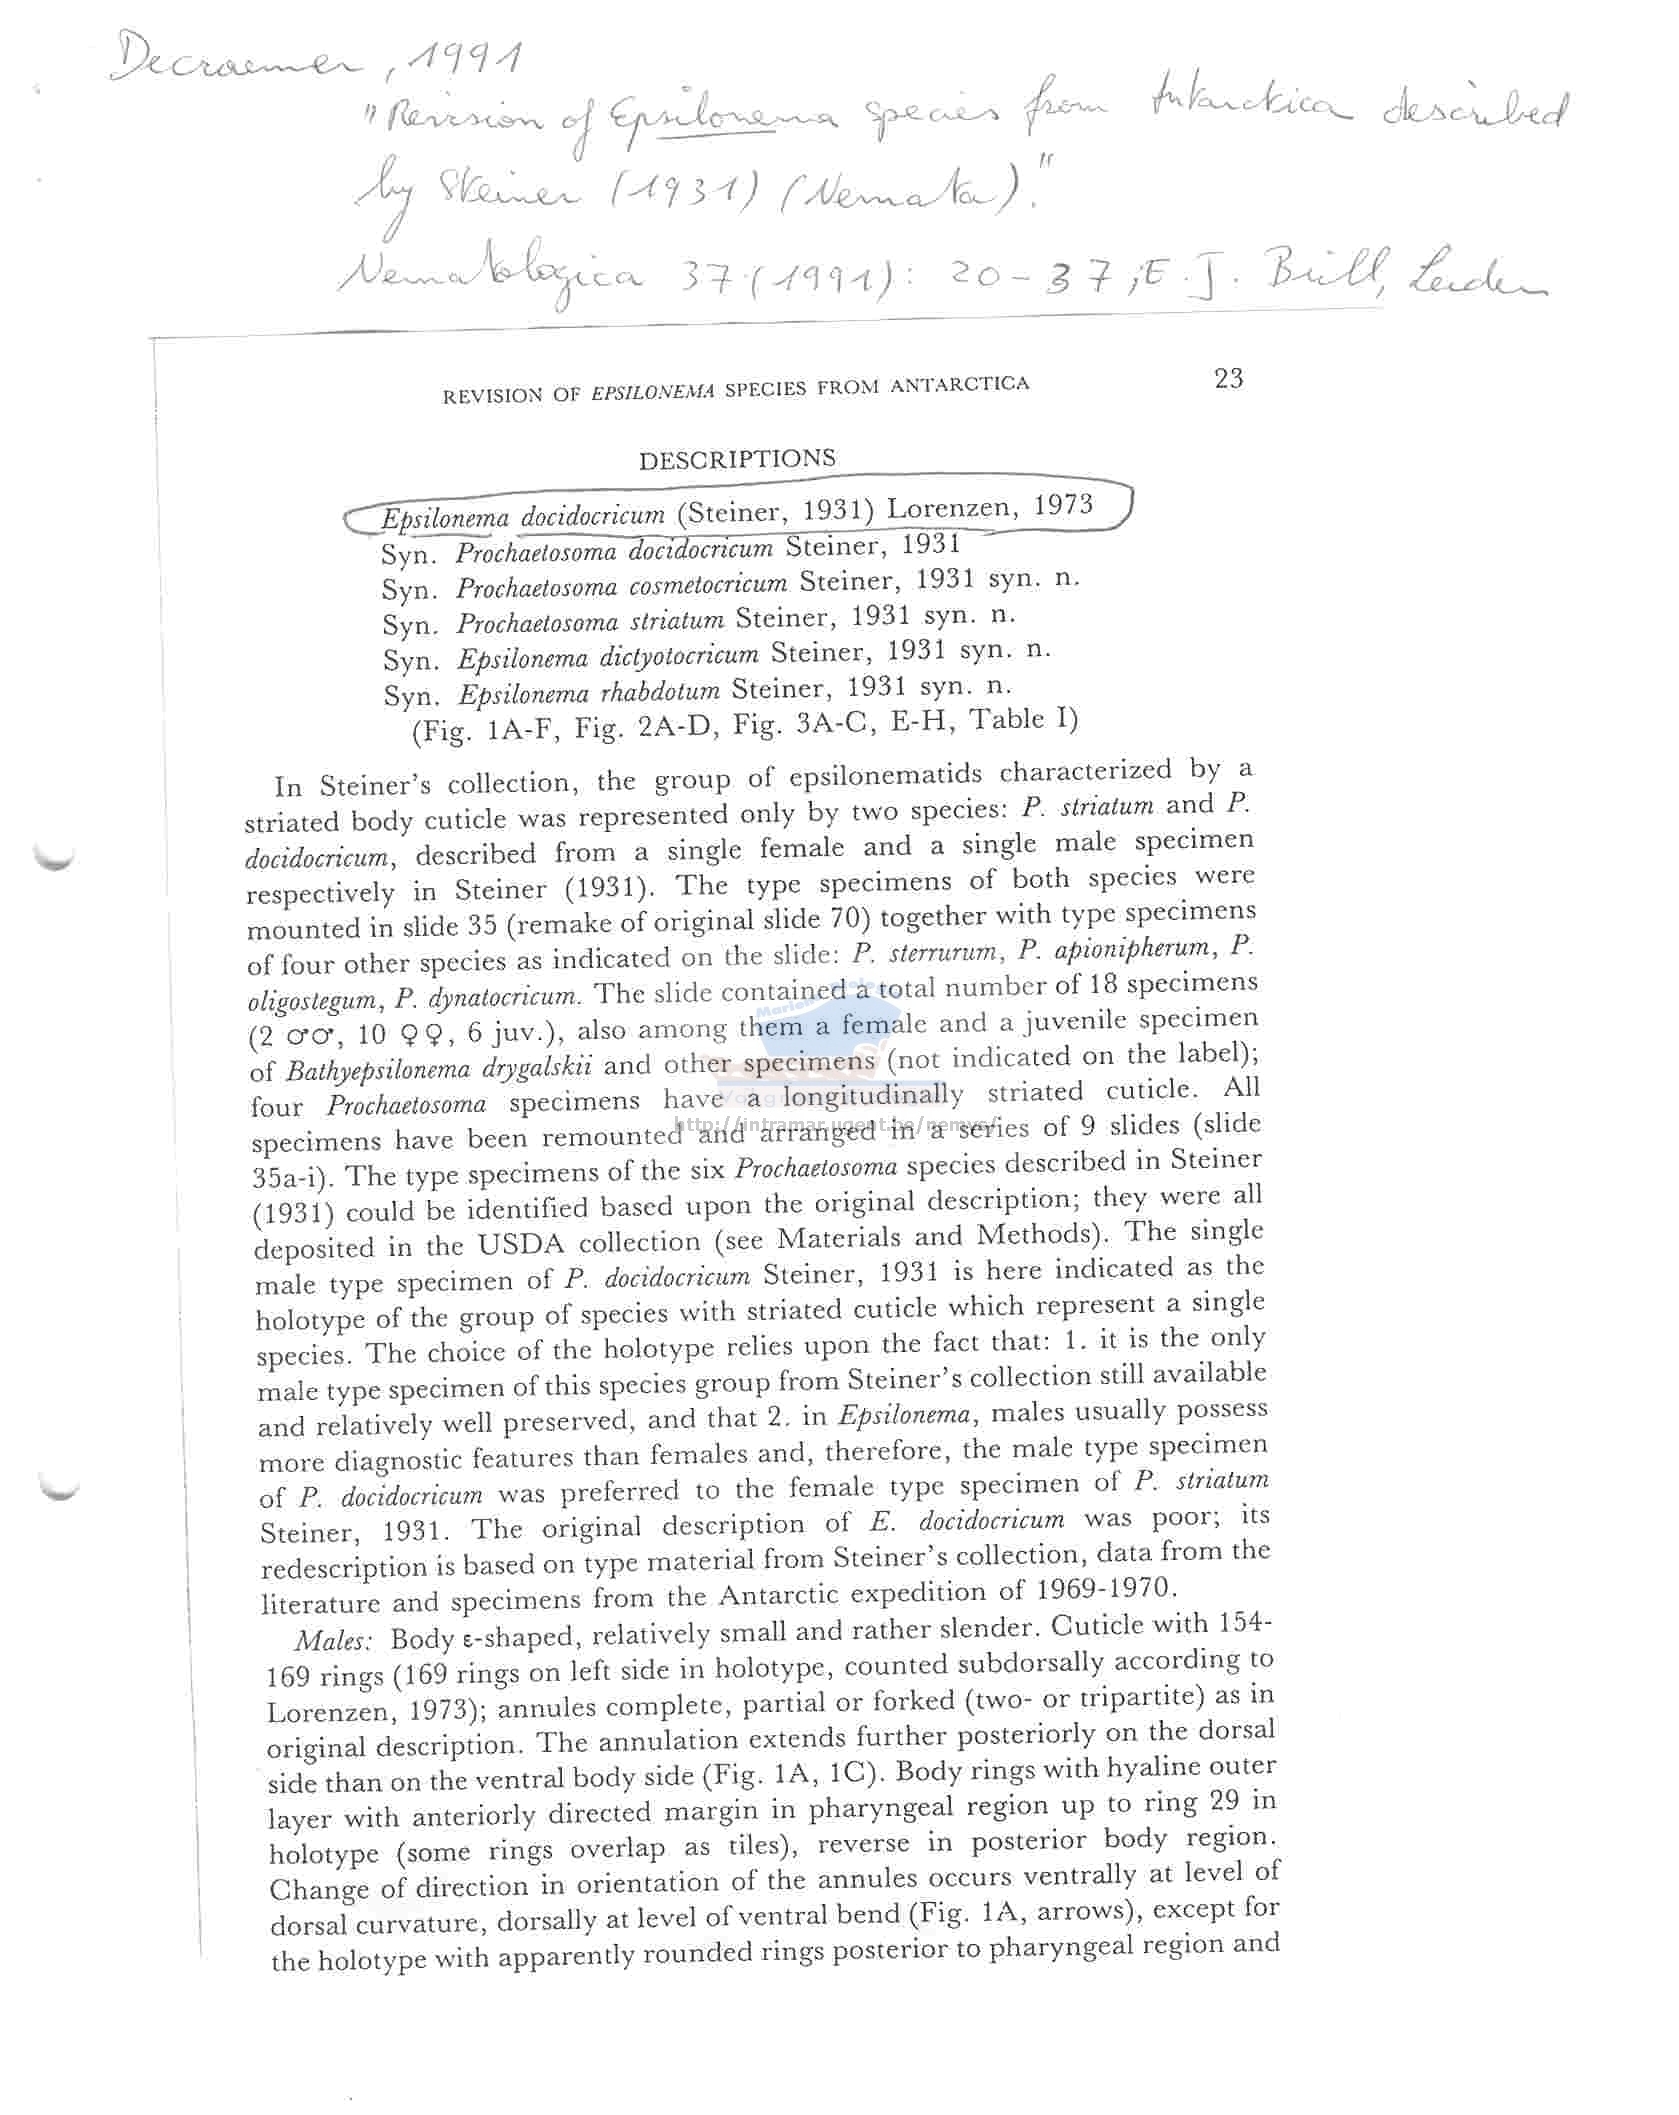 Decraemer, 1991
"Revision of Epsilonema species from Antarctica described
by Steiner (1931) (Nemata)."
Nematologica 37 (1991): 20-37; E. J. Brill, Leiden
REVISION OF EPSILONEMA SPECIES FROM ANTARCTICA 23
DESCRIPTIONS
Epsilonema docidocricum (Steiner, 1931) Lorenzen, 1973
Syn. Prochaetosoma docidocricum Steiner, 1931
Syn. Prochaetosoma cosmetocricum Steiner, 1931 syn. n.
Syn. Prochaetosoma striatum Steiner, 1931 syn. n.
Syn. Epsilonema dictyotocricum Steiner, 1931 syn. n.
Syn. Epsilonema rhabdotum Steiner, 1931 syn. n.
(Fig. 1A-F, Fig. 2A-D, Fig. 3A-C, E-H, Table I)
In Steiner's collection, the group of epsilonematids characterized by a
striated body cuticle was represented only by two species: P. striatum and P.
docidocricum, described from a single female and a single male specimen
respectively in Steiner (1931). The type specimens of both species were
mounted in slide 35 (remake of original slide 70) together with type specimens
of four other species as indicated on the slide: P. sterrurum, P. apionipherum, P.
oligostegum, P. dynatocricum. The slide contained a total number of 18 specimens
(2 ♂♂, 10 ♀♀, 6 juv.), also among them a female and a juvenile specimen
of Bathyepsilonema drygalskii and other specimens (not indicated on the label);
four Prochaetosoma specimens have a longitudinally striated cuticle. All
http://intramar.ugent.be/nemys/
specimens have been remounted and arranged in a series of 9 slides (slide
35a-i). The type specimens of the six Prochaetosoma species described in Steiner
(1931) could be identified based upon the original description; they were all
deposited in the USDA collection (see Materials and Methods). The single
male type specimen of P. docidocricum Steiner, 1931 is here indicated as the
holotype of the group of species with striated cuticle which represent a single
species. The choice of the holotype relies upon the fact that: 1. it is the only
male type specimen of this species group from Steiner's collection still available
and relatively well preserved, and that 2. in Epsilonema, males usually possess
more diagnostic features than females and, therefore, the male type specimen
of P. docidocricum was preferred to the female type specimen of P. striatum
Steiner, 1931. The original description of E. docidocricum was poor; its
redescription is based on type material from Steiner's collection, data from the
literature and specimens from the Antarctic expedition of 1969-1970.
Males: Body ε-shaped, relatively small and rather slender. Cuticle with 154-
169 rings (169 rings on left side in holotype, counted subdorsally according to
Lorenzen, 1973); annules complete, partial or forked (two- or tripartite) as in
original description. The annulation extends further posteriorly on the dorsal
side than on the ventral body side (Fig. 1A, 1C). Body rings with hyaline outer
layer with anteriorly directed margin in pharyngeal region up to ring 29 in
holotype (some rings overlap as tiles), reverse in posterior body region.
Change of direction in orientation of the annules occurs ventrally at level of
dorsal curvature, dorsally at level of ventral bend (Fig. 1A, arrows), except for
the holotype with apparently rounded rings posterior to pharyngeal region and